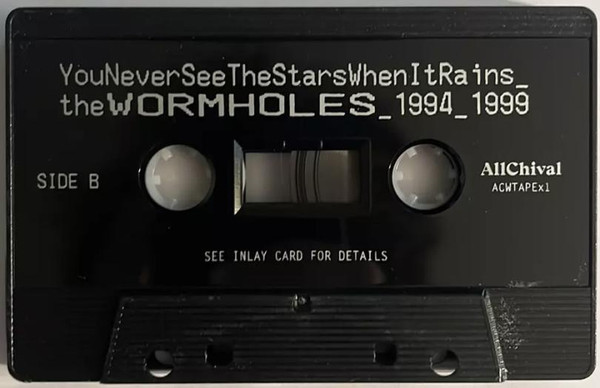 YouNeverSeeTheStarsWhenItRains_
theWORMHOLES_1994_1999
SIDE B
AllChival
ACWTAPEx1
SEE INLAY CARD FOR DETAILS